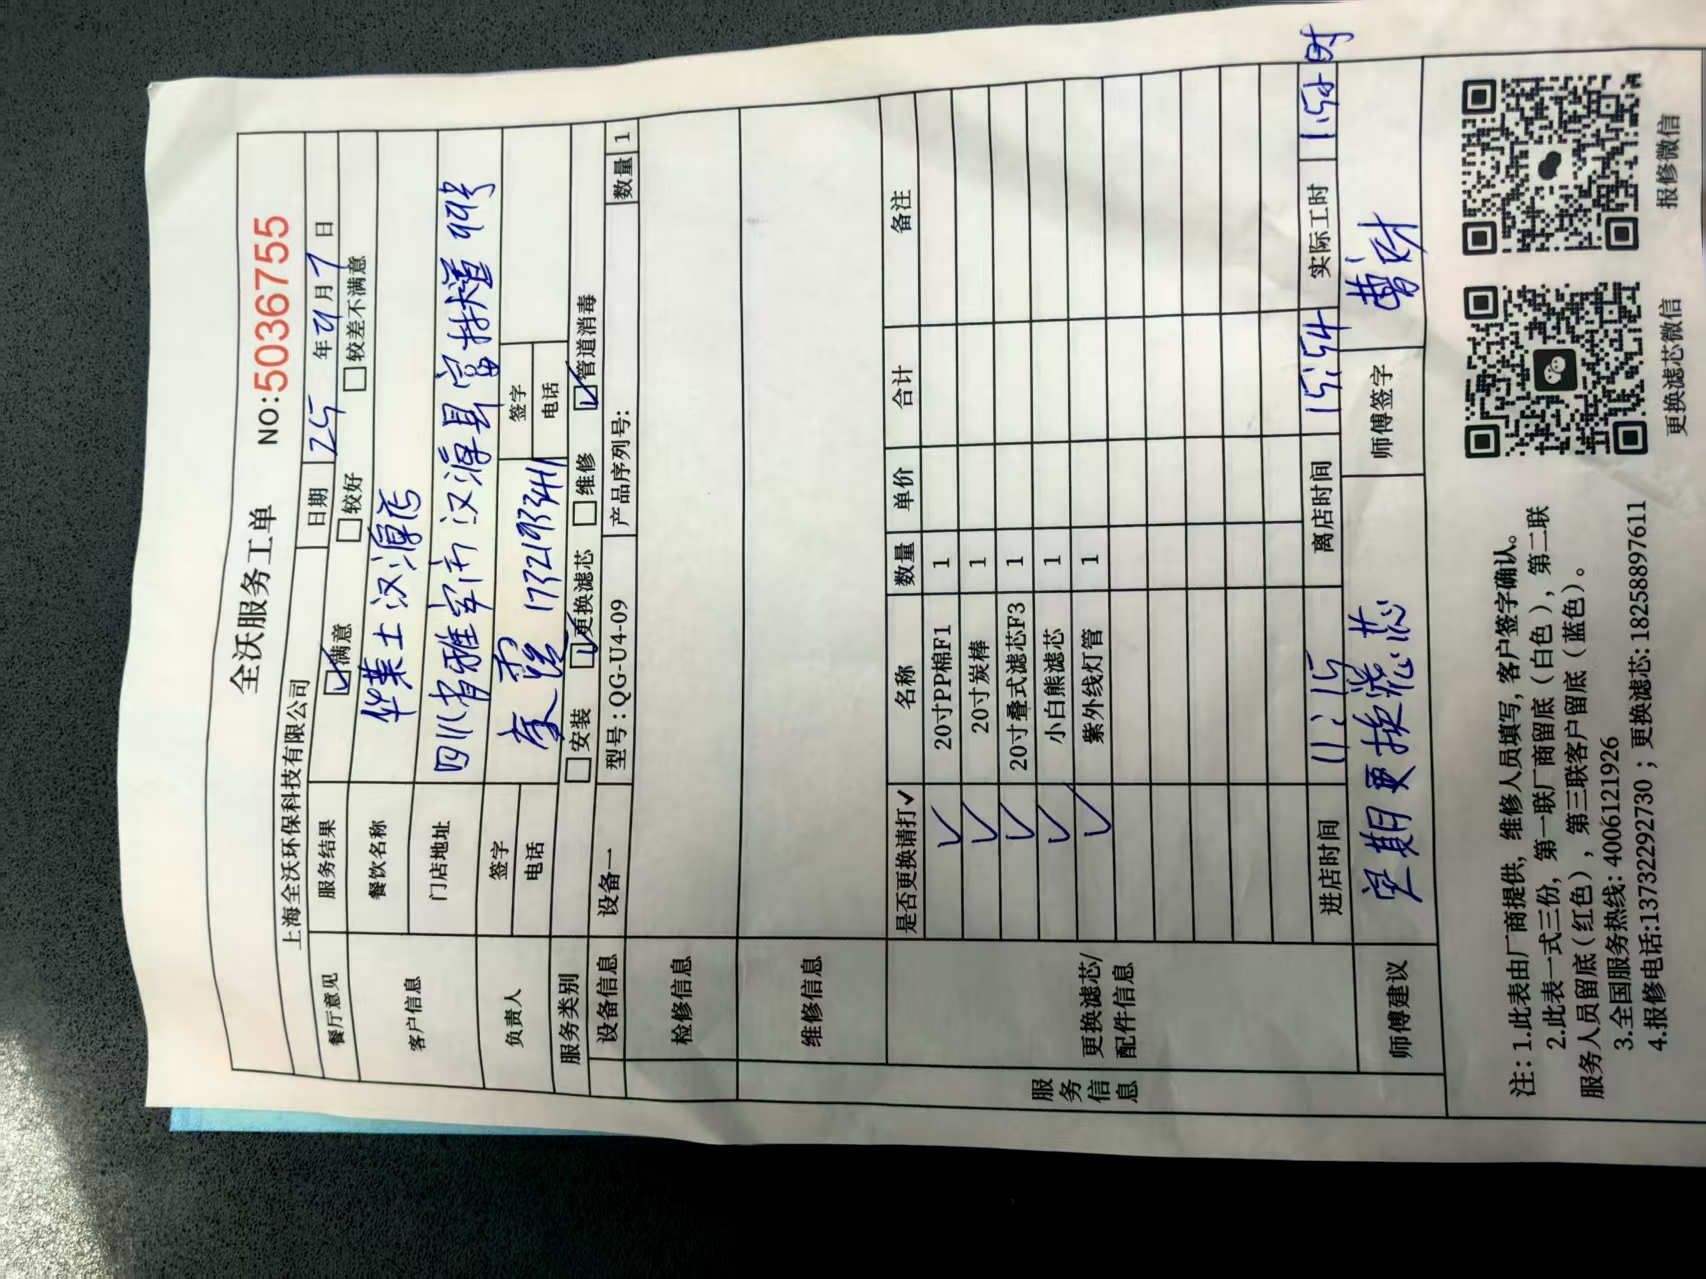 全沃服务工单 NO:5036755
上海全沃环保科技有限公司 日期 25 年 9 月 7 日
餐厅意见 服务结果 ☑满意 □较好 □较差不满意
客户信息 餐饮名称 华莱士汉源店
门店地址 四川省雅安市汉源县富林大道 99号
负责人 签字 签字
电话 17321973411 电话
服务类别 □安装 ☑更换滤芯 □维修 ☑管道消毒
设备信息 设备一 型号:QG-U4-09 产品序列号: 数量 1
检修信息
维修信息
服务信息
更换滤芯/配件信息
是否更换请打✓ 名称 数量 单价 合计 备注
✓ 20寸PP棉F1 1
✓ 20寸炭棒 1
✓ 20寸叠式滤芯F3 1
✓ 小白熊滤芯 1
✓ 紫外线灯管 1
进店时间 11:15 离店时间 15:54 实际工时 1.5小时
师傅建议 定期更换滤芯 师傅签字
注:1.此表由厂商提供,维修人员填写,客户签字确认。
2.此表一式三份,第一联厂商留底(白色),第二联
服务人员留底(红色),第三联客户留底(蓝色)。
3.全国服务热线:4006121926
4.报修电话:13732292730;更换滤芯:18258897611
更换滤芯微信 报修微信